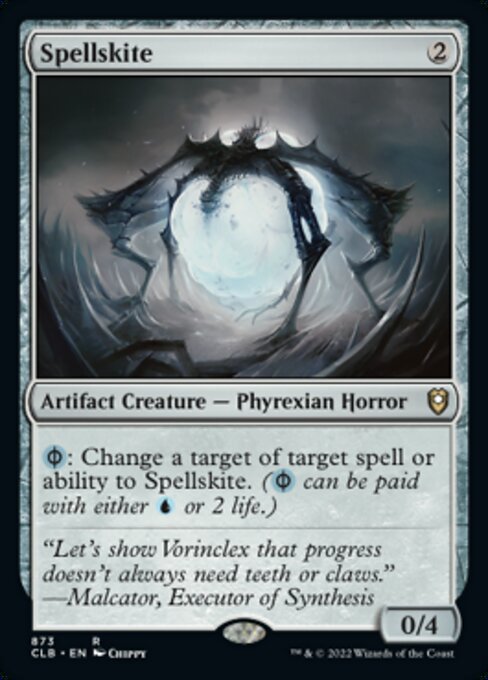 Spellskite 2
Artifact Creature — Phyrexian Horror
: Change a target of target spell or
ability to Spellskite. ( can be paid
with either or 2 life.)
“Let’s show Vorinclex that progress
doesn’t always need teeth or claws.”
—Malcator, Executor of Synthesis
0/4
873 R
CLB • EN CHIPPY
™ & © 2022 Wizards of the Coast